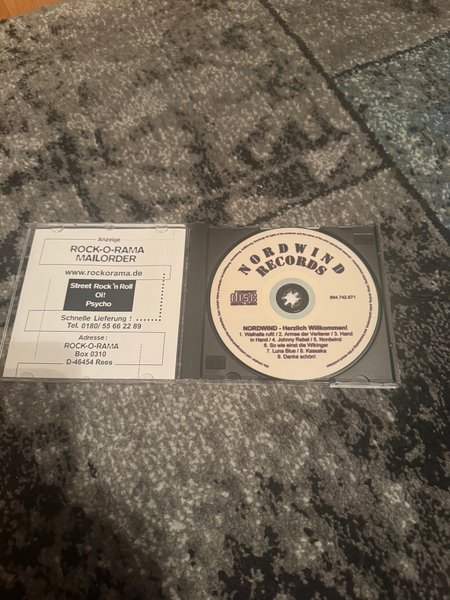 Anzeige
ROCK-O-RAMA
MAILORDER
www.rockorama.de
Street Rock'n Roll
Oi!
Psycho
Schnelle Lieferung !
Tel. 0180/ 55 66 22 89
Adresse:
ROCK-O-RAMA
Box 0310
D-46454 Rees
NORDWIND
RECORDS
554.742.871
NORDWIND - Herzlich Willkommen!
1. Walhalla ruft! / 2. Armee der Verlierer / 3. Hand
in Hand / 4. Johnny Rebel / 5. Nordwind
6. So wie einst die Wikinger
7. Luna Blue / 8. Kassaka
9. Danke schön!